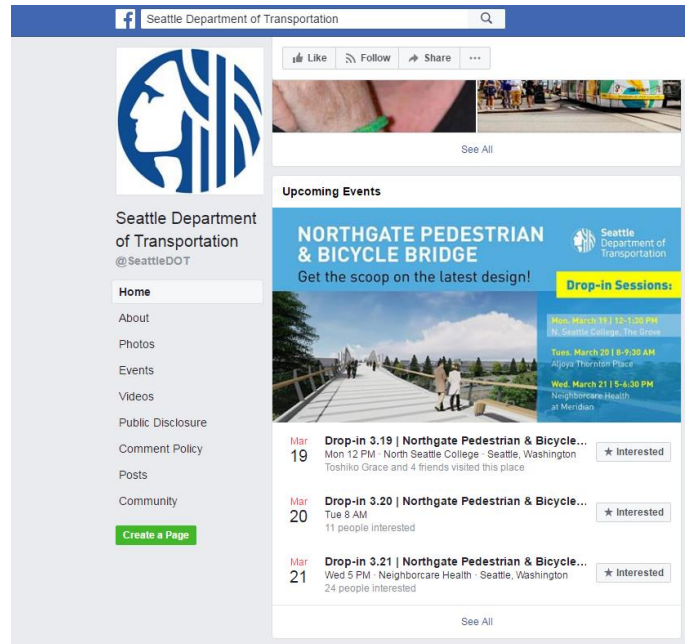 Seattle Department of Transportation
Like
Follow
Share
See All
Seattle Department
of Transportation
@SeattleDOT
Home
About
Photos
Events
Videos
Public Disclosure
Comment Policy
Posts
Community
Create a Page
Upcoming Events
NORTHGATE PEDESTRIAN
& BICYCLE BRIDGE
Get the scoop on the latest design!
Seattle
Department of
Transportation
Drop-in Sessions:
Mon. March 19 | 12-1:30 PM
N. Seattle College, The Grove
Tues. March 20 | 8-9:30 AM
Aljoya Thornton Place
Wed. March 21 | 5-6:30 PM
Neighborcare Health
at Meridian
Mar
19
Drop-in 3.19 | Northgate Pedestrian & Bicycle...
Mon 12 PM · North Seattle College · Seattle, Washington
Toshiko Grace and 4 friends visited this place
★ Interested
Mar
20
Drop-in 3.20 | Northgate Pedestrian & Bicycle...
Tue 8 AM
11 people interested
★ Interested
Mar
21
Drop-in 3.21 | Northgate Pedestrian & Bicycle...
Wed 5 PM · Neighborcare Health · Seattle, Washington
24 people interested
★ Interested
See All